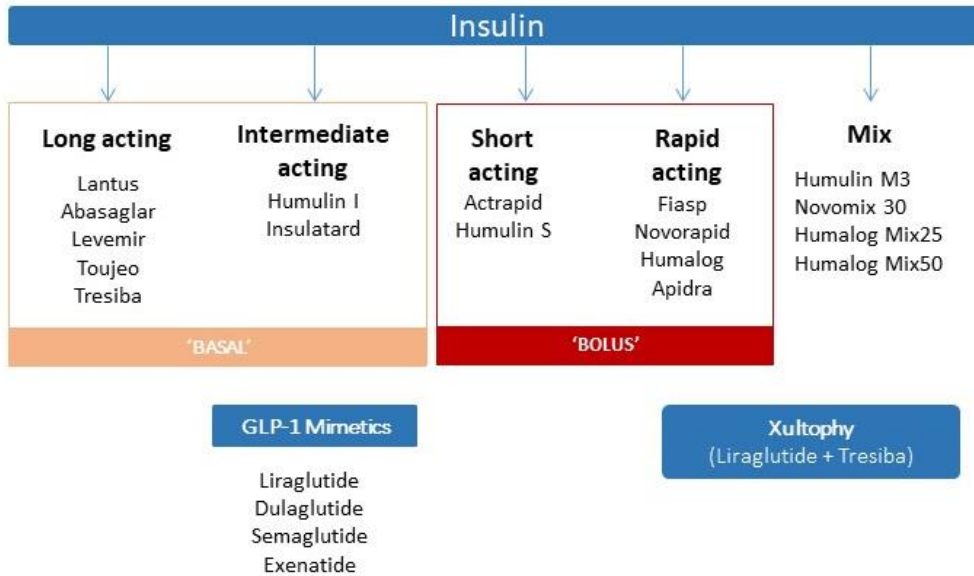 Insulin
Long acting
Lantus
Abasaglar
Levemir
Toujeo
Tresiba
Intermediate
acting
Humulin I
Insulatard
'BASAL'
Short
acting
Actrapid
Humulin S
Rapid
acting
Fiasp
Novorapid
Humalog
Apidra
'BOLUS'
Mix
Humulin M3
Novomix 30
Humalog Mix25
Humalog Mix50
GLP-1 Mimetics
Liraglutide
Dulaglutide
Semaglutide
Exenatide
Xultophy
(Liraglutide + Tresiba)